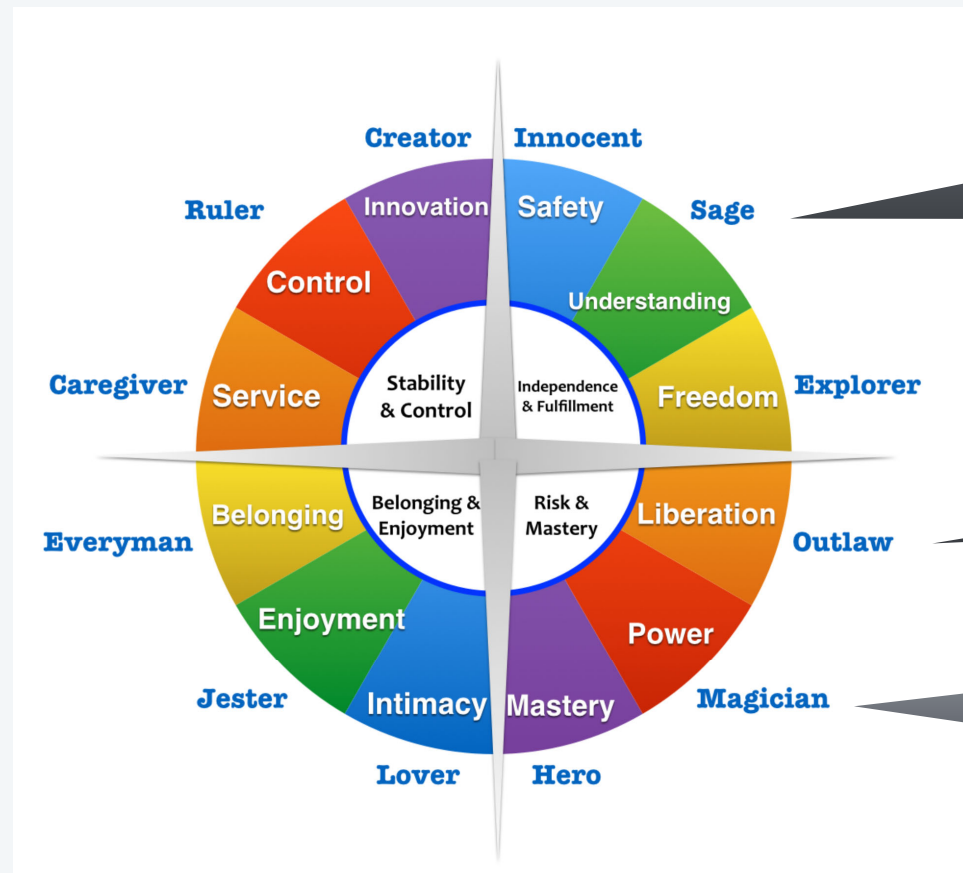 Creator
Innocent
Ruler
Innovation
Safety
Sage
Control
Understanding
Caregiver
Service
Stability
& Control
Independence
& Fulfillment
Freedom
Explorer
Everyman
Belonging
Belonging &
Enjoyment
Risk &
Mastery
Liberation
Outlaw
Enjoyment
Power
Jester
Intimacy
Mastery
Magician
Lover
Hero